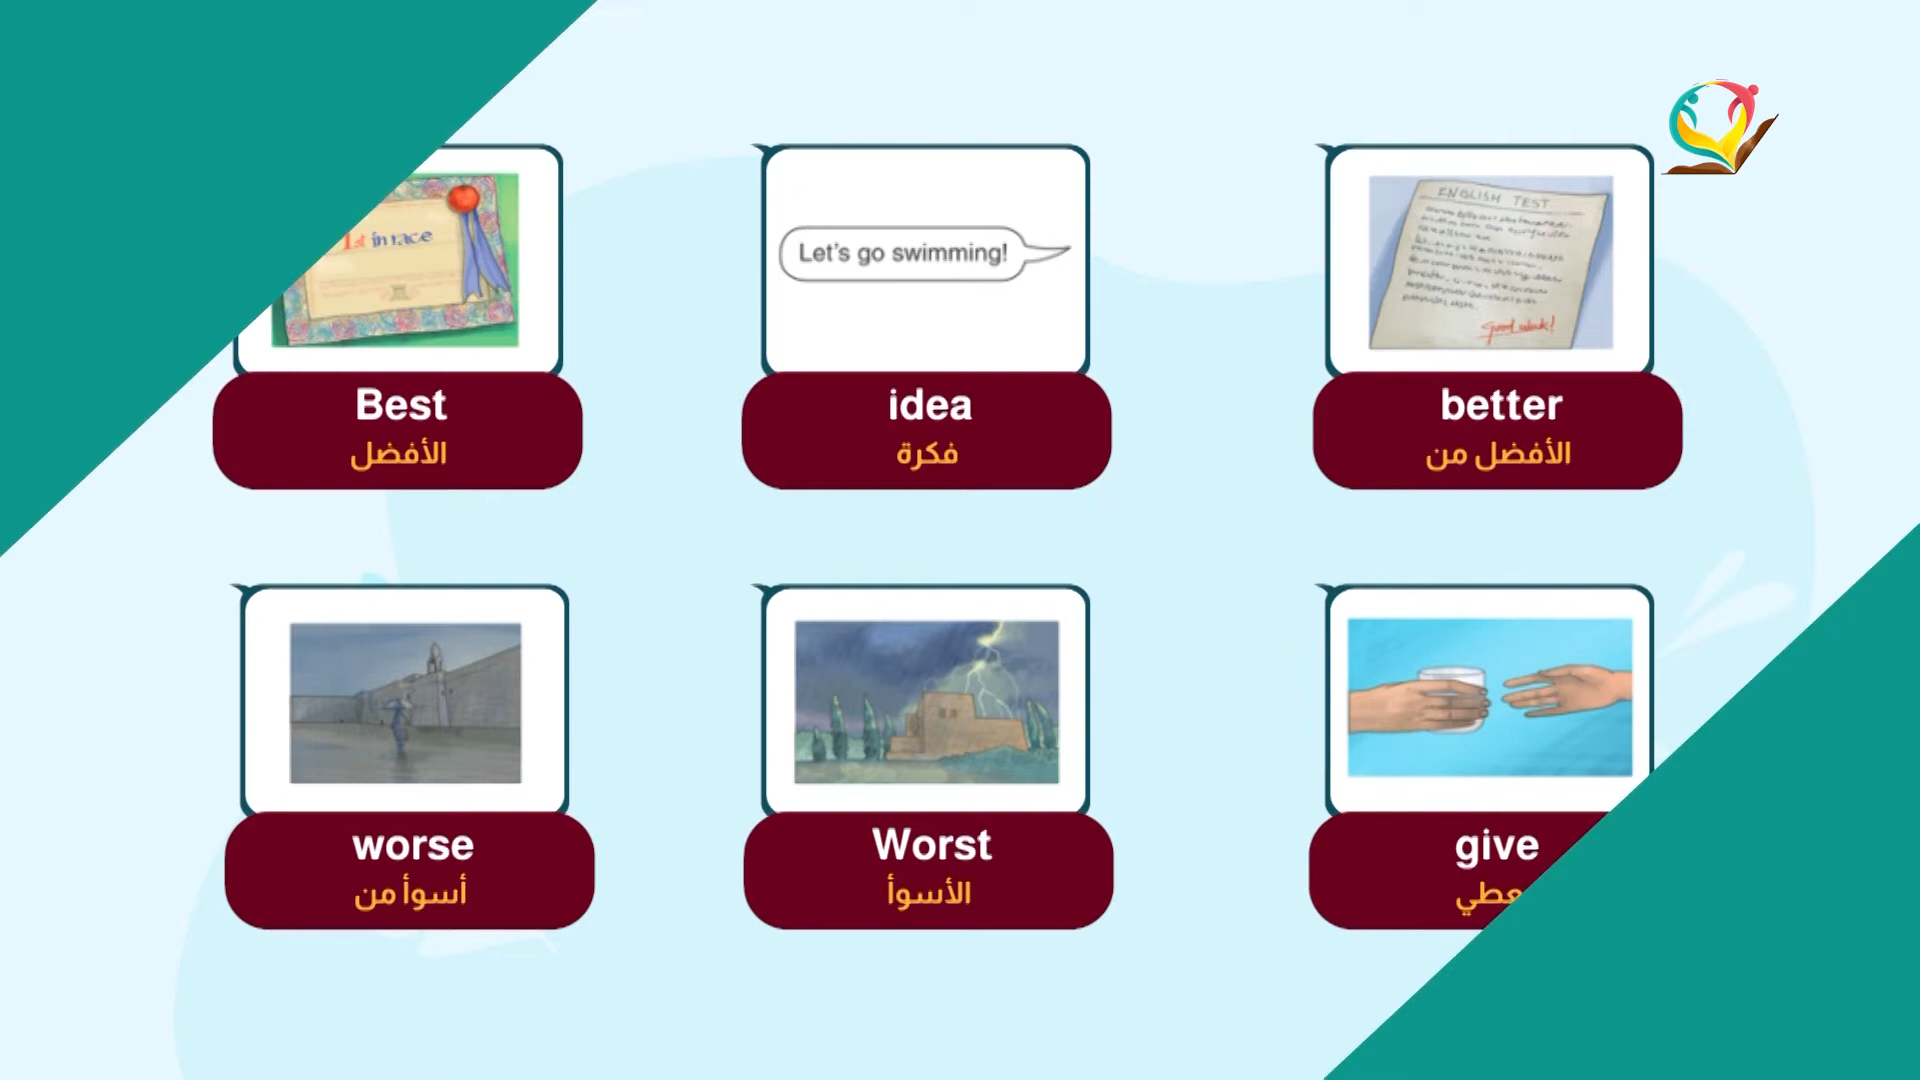 1st in race
Let's go swimming!
ENGLISH TEST
Good work!
Best
الأفضل
idea
فكرة
better
الأفضل من
worse
أسوأ من
Worst
الأسوأ
give